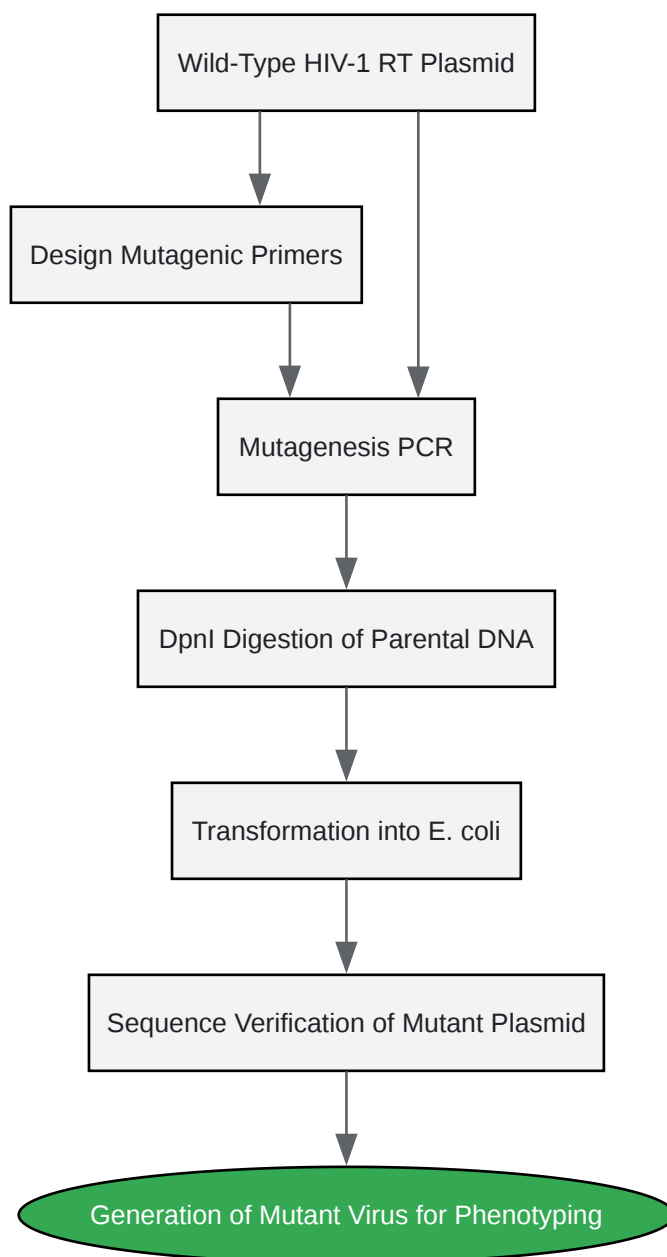 Wild-Type HIV-1 RT Plasmid
Design Mutagenic Primers
Mutagenesis PCR
DpnI Digestion of Parental DNA
Transformation into E. coli
Sequence Verification of Mutant Plasmid
Generation of Mutant Virus for Phenotyping